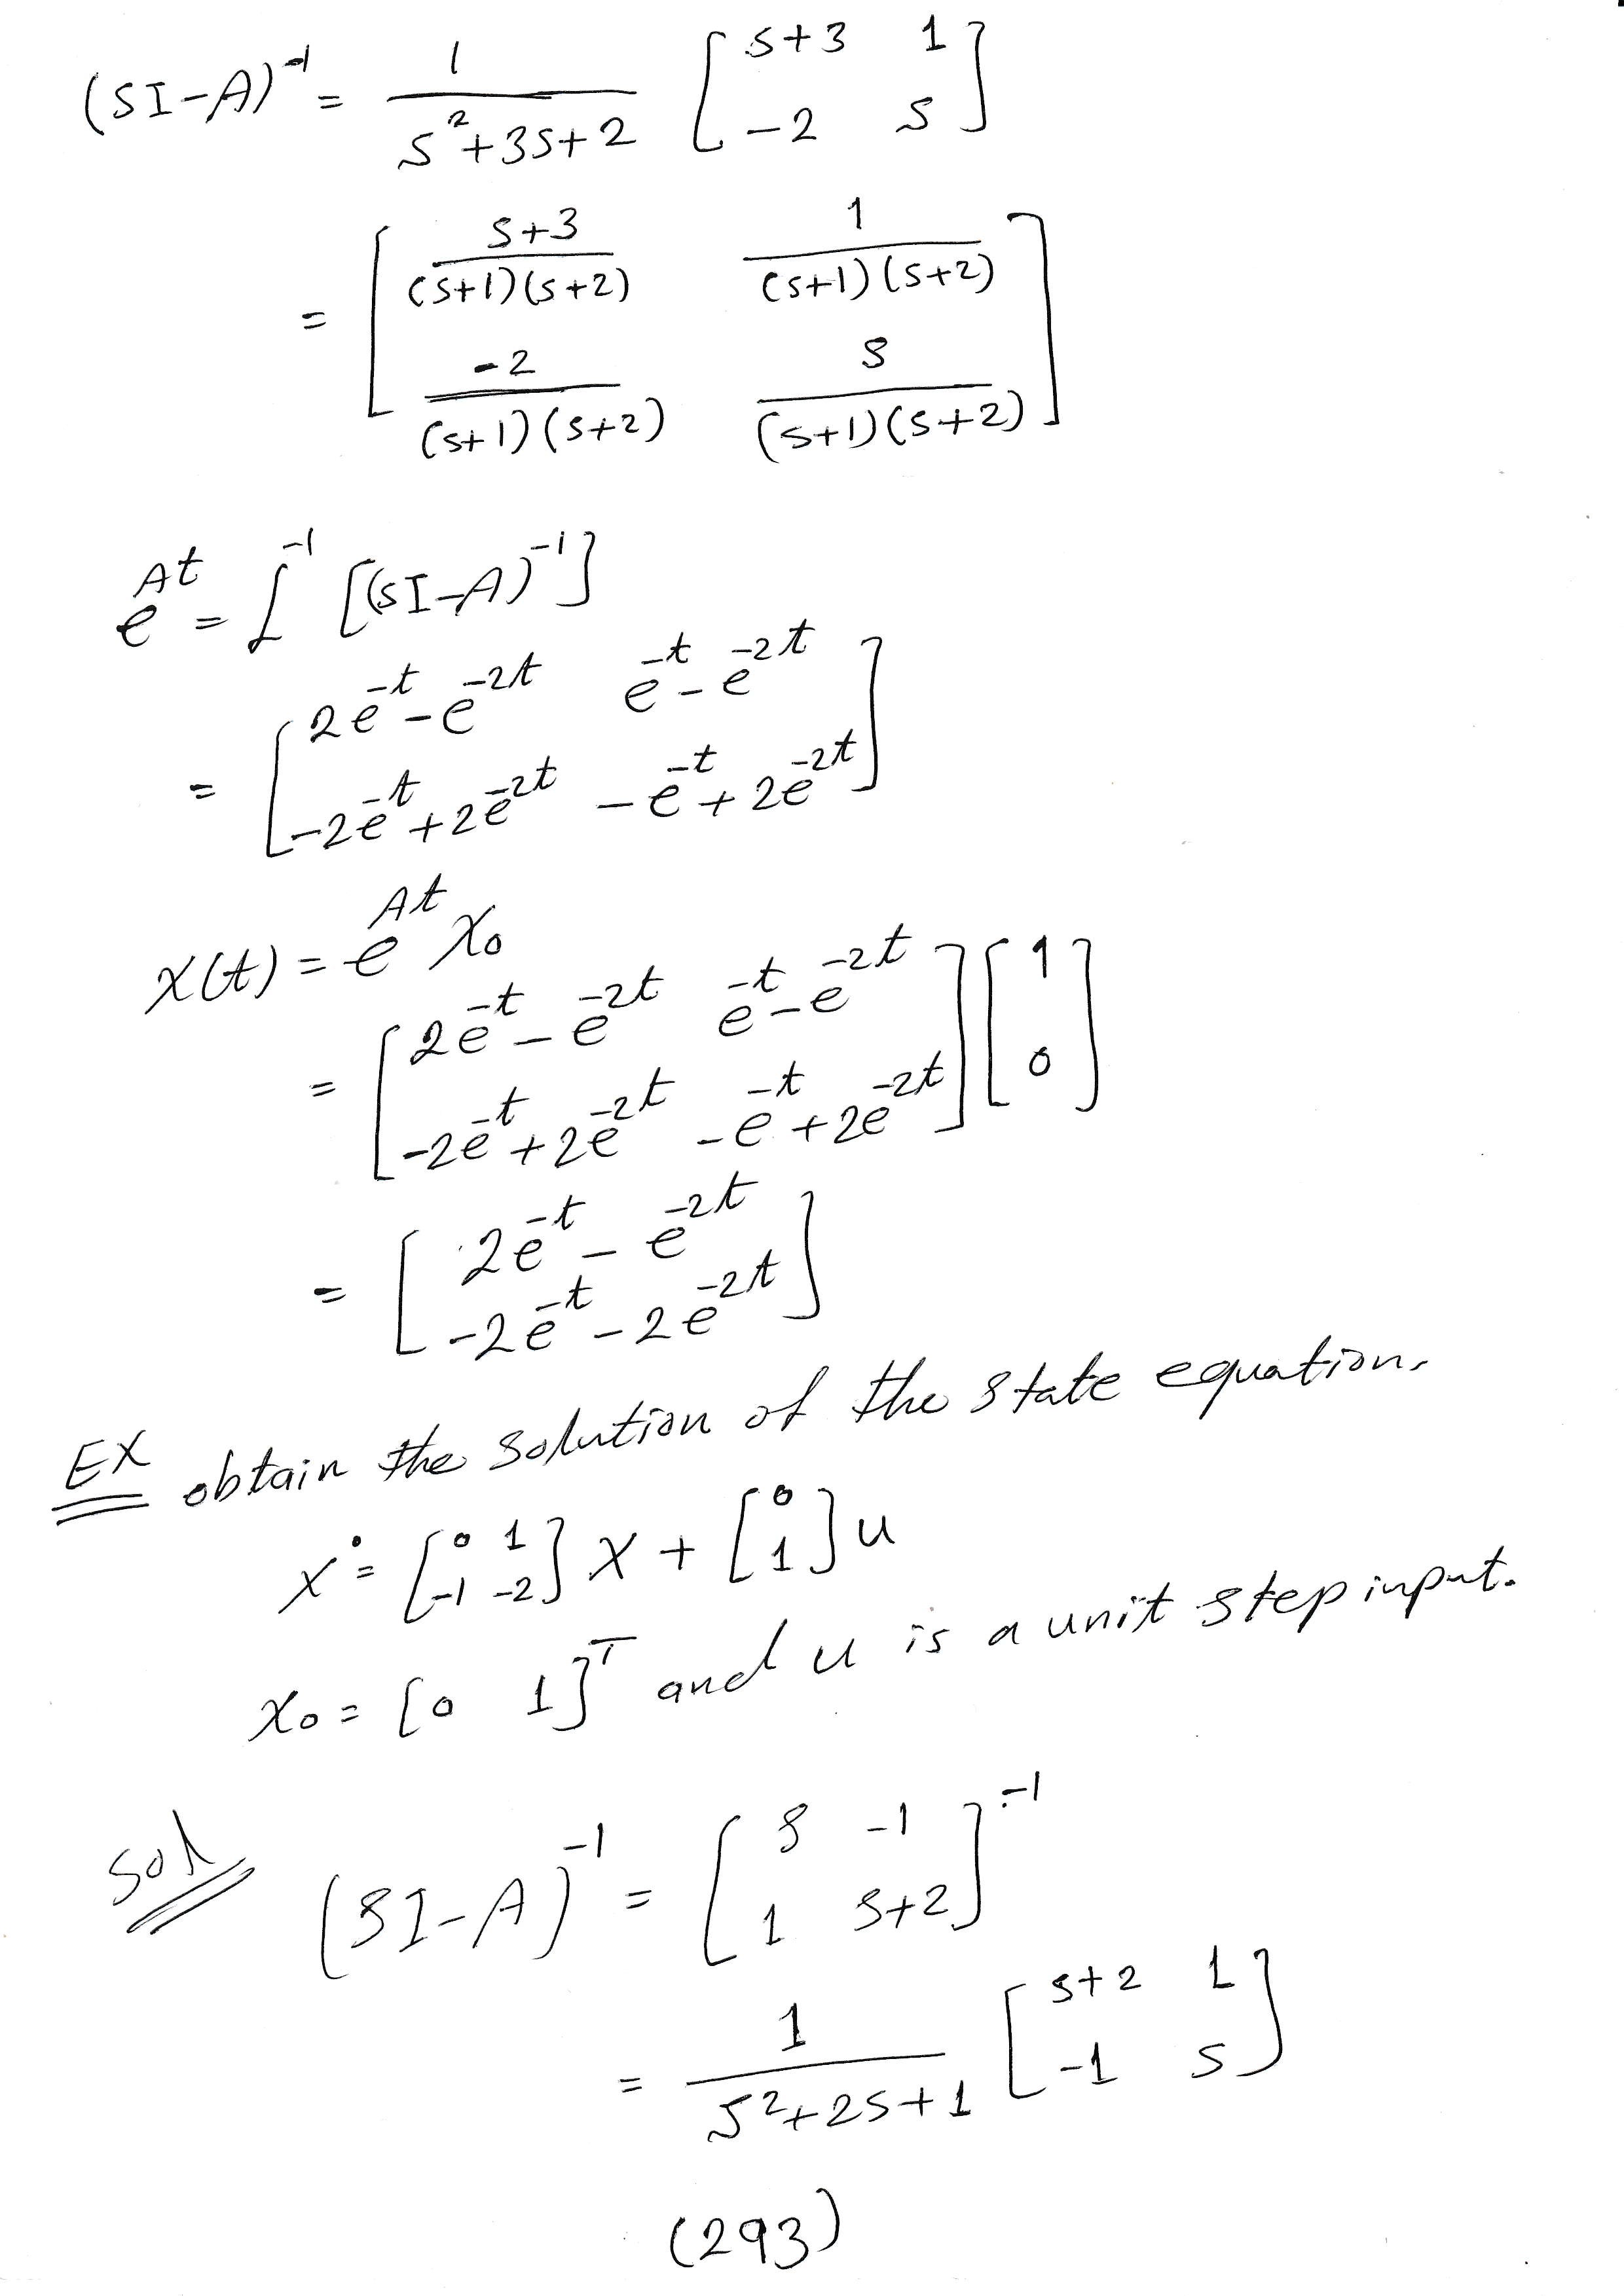 (SI-A)⁻¹ = 1 / (s²+3s+2) [s+3 1; -2 s]
= [(s+3)/((s+1)(s+2)) 1/((s+1)(s+2)); -2/((s+1)(s+2)) s/((s+1)(s+2))]
e^{At} = L⁻¹ [(sI-A)⁻¹]
= [2e^{-t} - e^{-2t} e^{-t} - e^{-2t}; -2e^{-t} + 2e^{-2t} -e^{-t} + 2e^{-2t}]
x(t) = e^{At} x₀
= [2e^{-t} - e^{-2t} e^{-t} - e^{-2t}; -2e^{-t} + 2e^{-2t} -e^{-t} + 2e^{-2t}] [1; 0]
= [2e^{-t} - e^{-2t}; -2e^{-t} - 2e^{-2t}]
EX obtain the solution of the state equation.
ẋ = [0 1; -1 -2] x + [0; 1] u
x₀ = [0 1]ᵀ and u is a unit step input.
Sol (SI-A)⁻¹ = [s -1; 1 s+2]⁻¹
= 1 / (s²+2s+1) [s+2 1; -1 s]
(293)